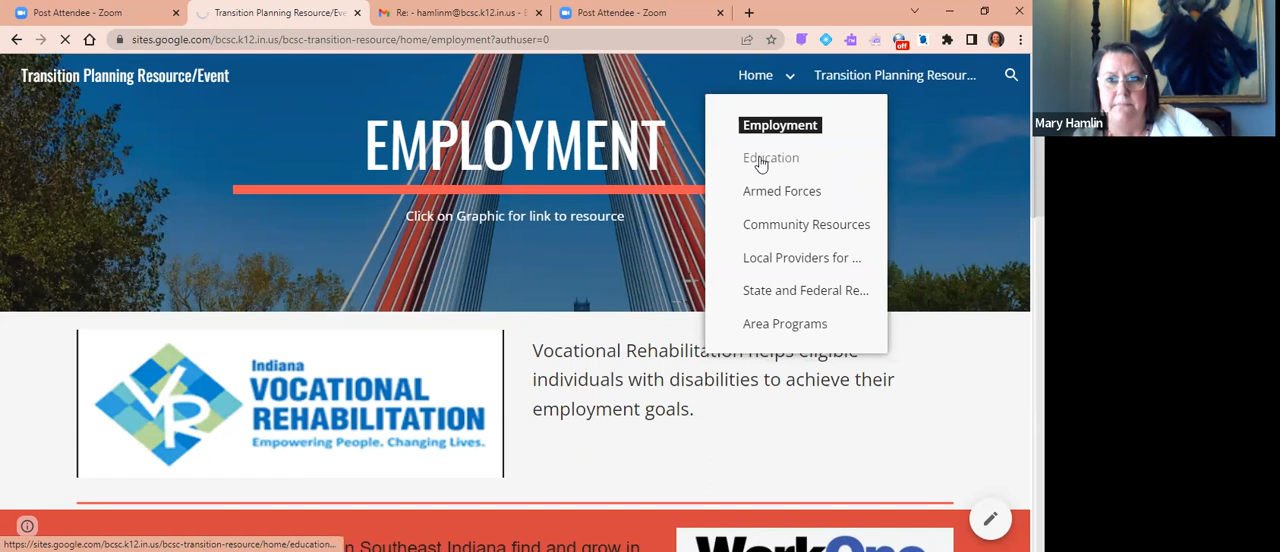 Post Attendee - Zoom
Transition Planning Resource/Eve
Re: - hamlinm@bcsc.k12.in.us - E
Post Attendee - Zoom
sites.google.com/bcsc.k12.in.us/bcsc-transition-resource/home/employment?authuser=0
off
Transition Planning Resource/Event
Home
Transition Planning Resour...
EMPLOYMENT
Click on Graphic for link to resource
Employment
Education
Armed Forces
Community Resources
Local Providers for ...
State and Federal Re...
Area Programs
Mary Hamlin
VR
Indiana
VOCATIONAL
REHABILITATION
Empowering People. Changing Lives.
Vocational Rehabilitation helps eligible
individuals with disabilities to achieve their
employment goals.
https://sites.google.com/bcsc.k12.in.us/bcsc-transition-resource/home/education...
n Southeast Indiana find and grow in
WorkOne